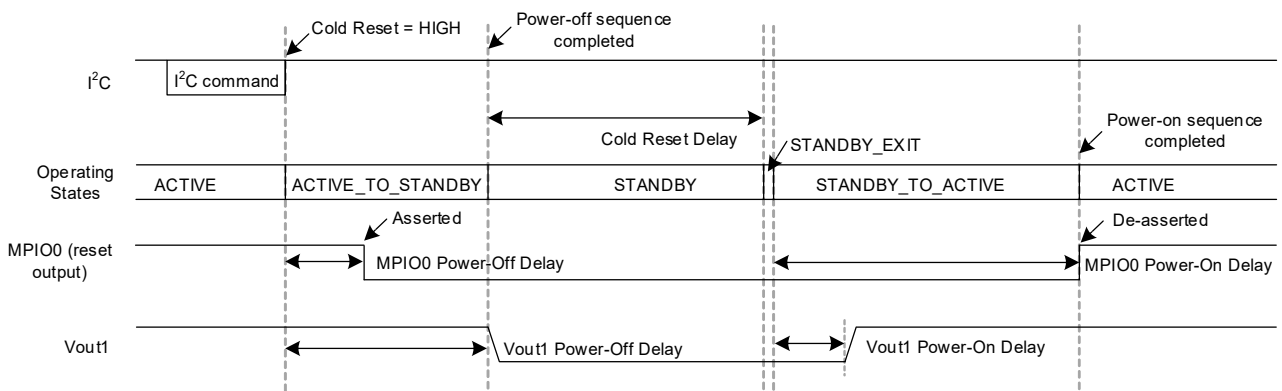 Cold Reset = HIGH
Power-off sequence
completed
I²C
I²C command
Cold Reset Delay
STANDBY_EXIT
Power-on sequence
completed
Operating
States
ACTIVE
ACTIVE_TO_STANDBY
STANDBY
STANDBY_TO_ACTIVE
ACTIVE
Asserted
De-asserted
MPIO0 (reset
output)
MPIO0 Power-Off Delay
MPIO0 Power-On Delay
Vout1
Vout1 Power-Off Delay
Vout1 Power-On Delay